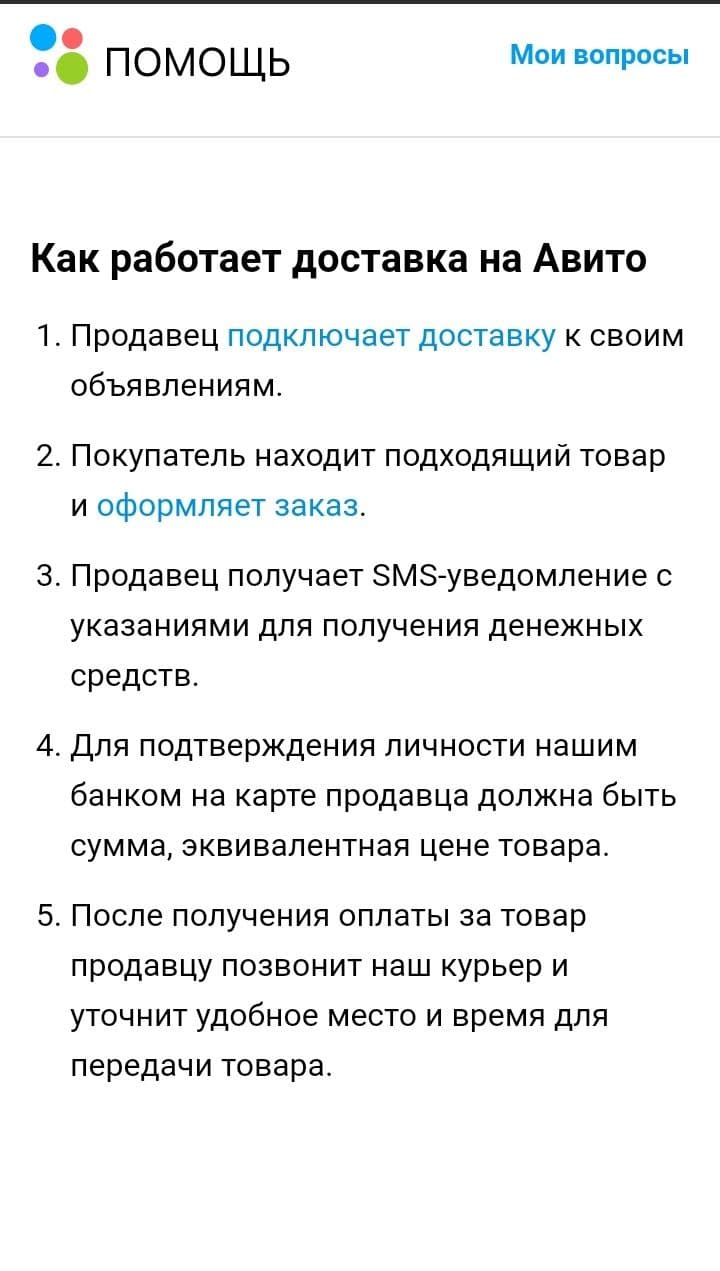 ПОМОЩЬ
Мои вопросы
Как работает доставка на Авито
1. Продавец подключает доставку к своим
объявлениям.
2. Покупатель находит подходящий товар
и оформляет заказ.
3. Продавец получает SMS-уведомление с
указаниями для получения денежных
средств.
4. Для подтверждения личности нашим
банком на карте продавца должна быть
сумма, эквивалентная цене товара.
5. После получения оплаты за товар
продавцу позвонит наш курьер и
уточнит удобное место и время для
передачи товара.